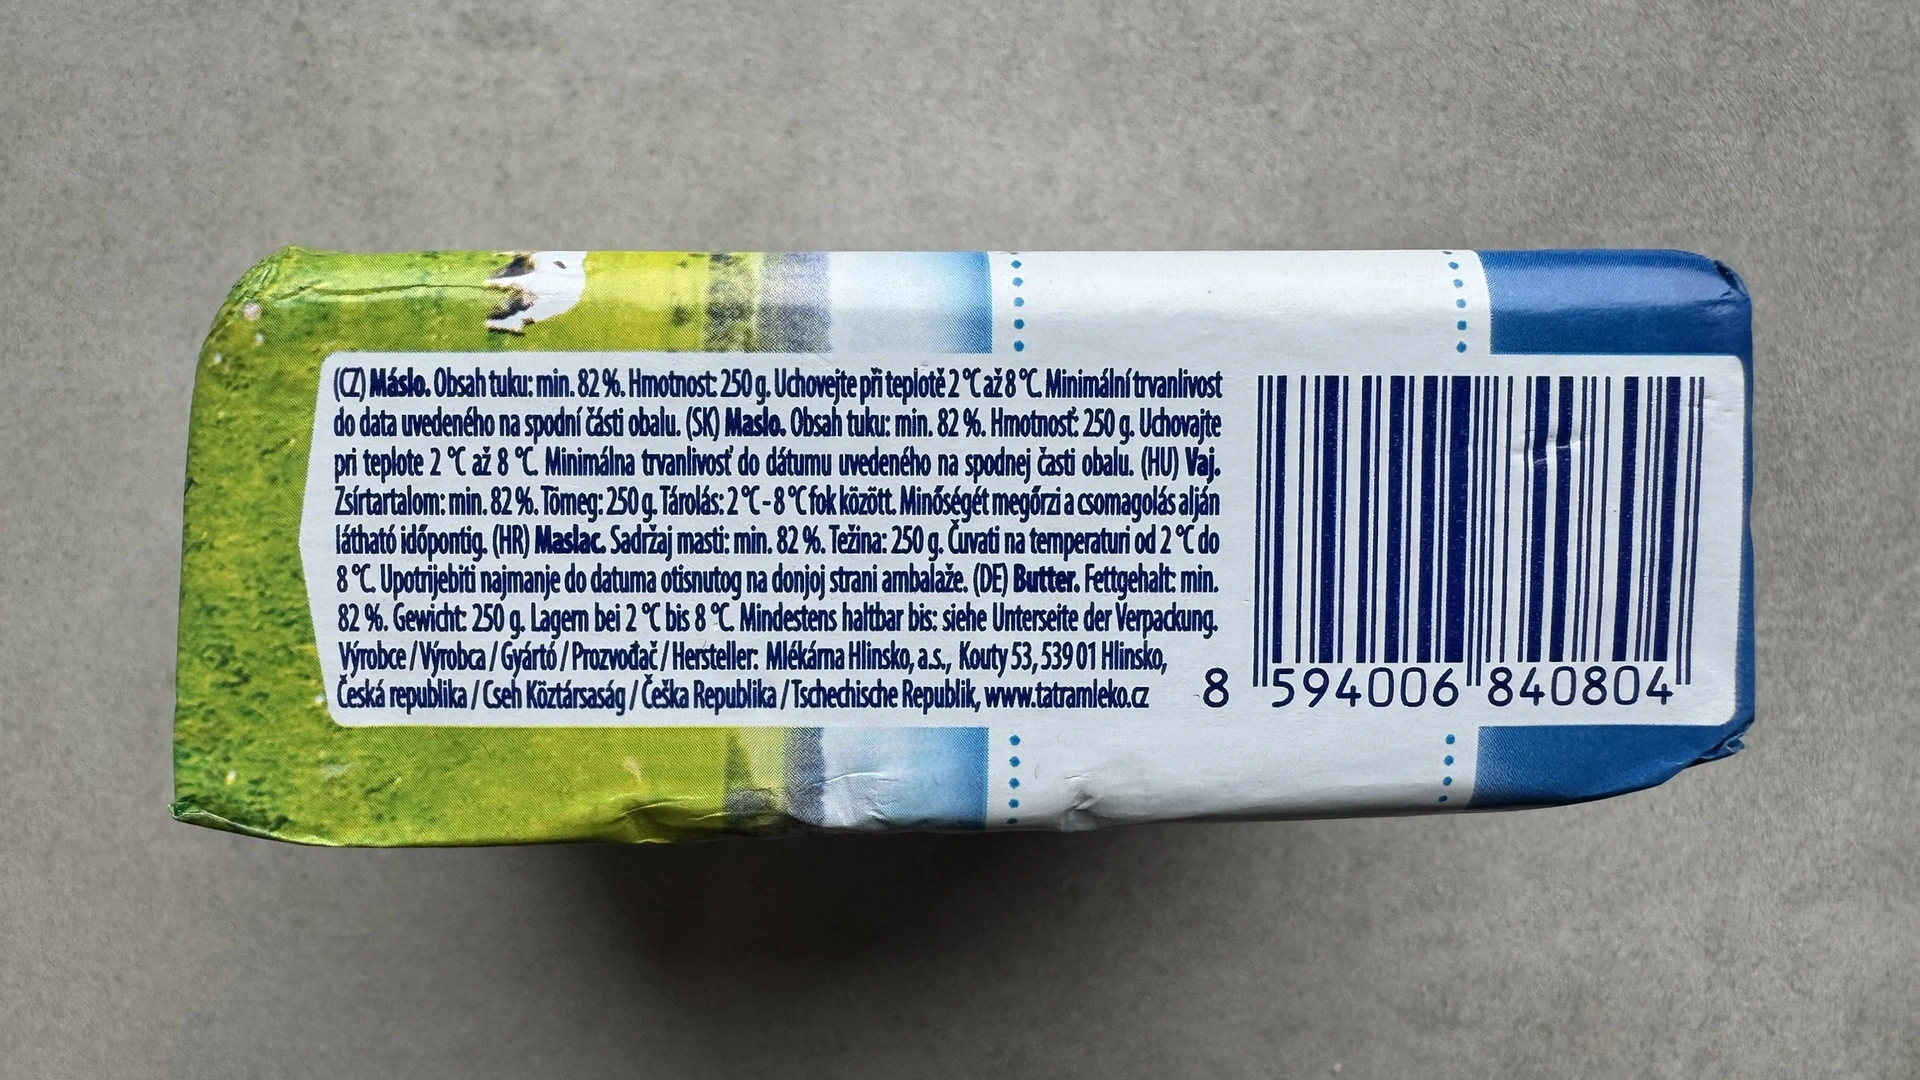 (CZ) Máslo. Obsah tuku: min. 82 %. Hmotnost: 250 g. Uchovejte při teplotě 2 °C až 8 °C. Minimální trvanlivost
do data uvedeného na spodní části obalu. (SK) Maslo. Obsah tuku: min. 82 %. Hmotnosť: 250 g. Uchovajte
pri teplote 2 °C až 8 °C. Minimálna trvanlivosť do dátumu uvedeného na spodnej časti obalu. (HU) Vaj.
Zsírtartalom: min. 82 %. Tömeg: 250 g. Tárolás: 2 °C - 8 °C fok között. Minőségét megőrzi a csomagolás alján
látható időpontig. (HR) Maslac. Sadržaj masti: min. 82 %. Težina: 250 g. Čuvati na temperaturi od 2 °C do
8 °C. Upotrijebiti najmanje do datuma otisnutog na donjoj strani ambalaže. (DE) Butter. Fettgehalt: min.
82 %. Gewicht: 250 g. Lagern bei 2 °C bis 8 °C. Mindestens haltbar bis: siehe Unterseite der Verpackung.
Výrobce / Výrobca / Gyártó / Prozvođač / Hersteller: Mlékárna Hlinsko, a.s., Kouty 53, 539 01 Hlinsko,
Česká republika / Cseh Köztársaság / Češka Republika / Tschechische Republik, www.tatramleko.cz
8 594006 840804